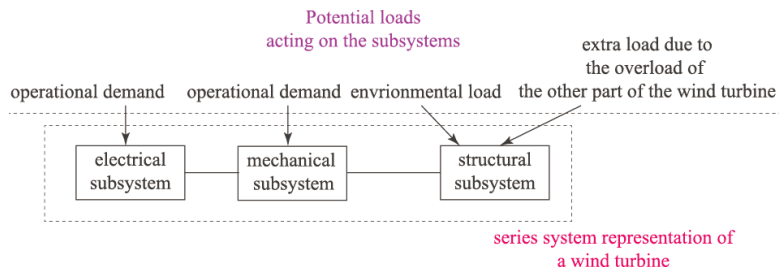 Potential loads
acting on the subsystems
extra load due to
the overload of
the other part of the wind turbine
operational demand
operational demand
envrionmental load
electrical
subsystem
mechanical
subsystem
structural
subsystem
series system representation of
a wind turbine